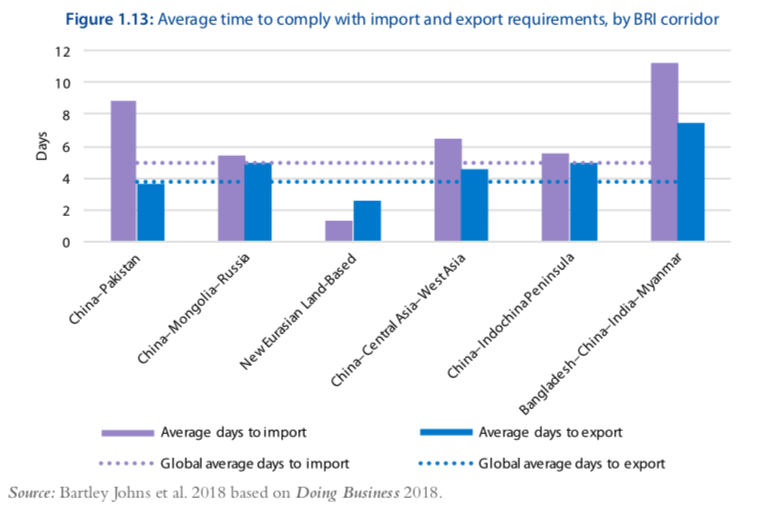 Figure 1.13: Average time to comply with import and export requirements, by BRI corridor
Days
12
10
8
6
4
2
0
China–Pakistan
China–Mongolia–Russia
New Eurasian Land-Based
China–Central Asia–West Asia
China–Indochina Peninsula
Bangladesh–China–India–Myanmar
Average days to import
Average days to export
Global average days to import
Global average days to export
Source: Bartley Johns et al. 2018 based on Doing Business 2018.